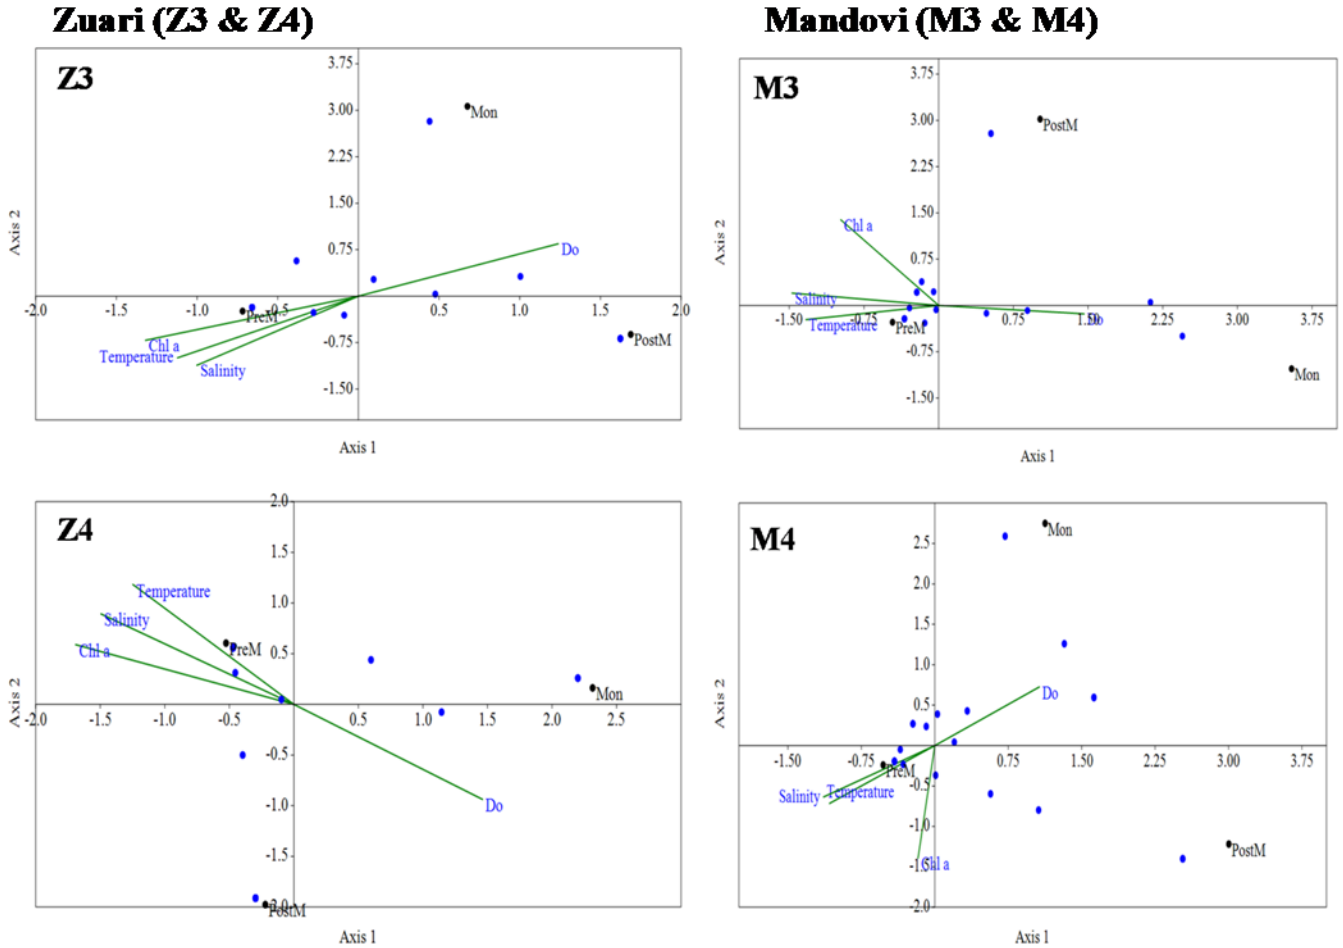 Zuari (Z3 & Z4)
Mandovi (M3 & M4)
Z3
3.75
3.00
2.25
1.50
0.75
-0.75
-1.50
-2.0
-1.5
-1.0
-0.5
0.5
1.0
1.5
2.0
Mon
Do
PreM
PostM
Chl a
Temperature
Salinity
Axis 2
Axis 1
M3
3.75
3.00
2.25
1.50
0.75
-0.75
-1.50
-1.50
-0.75
0.75
1.50
2.25
3.00
3.75
PostM
Chl a
Salinity
Temperature
PreM
Do
Mon
Axis 2
Axis 1
Z4
2.0
1.5
1.0
0.5
-0.5
-1.0
-1.5
-2.0
-2.0
-1.5
-1.0
-0.5
0.5
1.0
1.5
2.0
2.5
Temperature
Salinity
Chl a
PreM
Mon
Do
PostM
Axis 2
Axis 1
M4
2.5
2.0
1.5
1.0
0.5
-0.5
-1.0
-1.5
-2.0
-1.50
-0.75
0.75
1.50
2.25
3.00
3.75
Mon
Do
PreM
Salinity
Temperature
Chl a
PostM
Axis 2
Axis 1